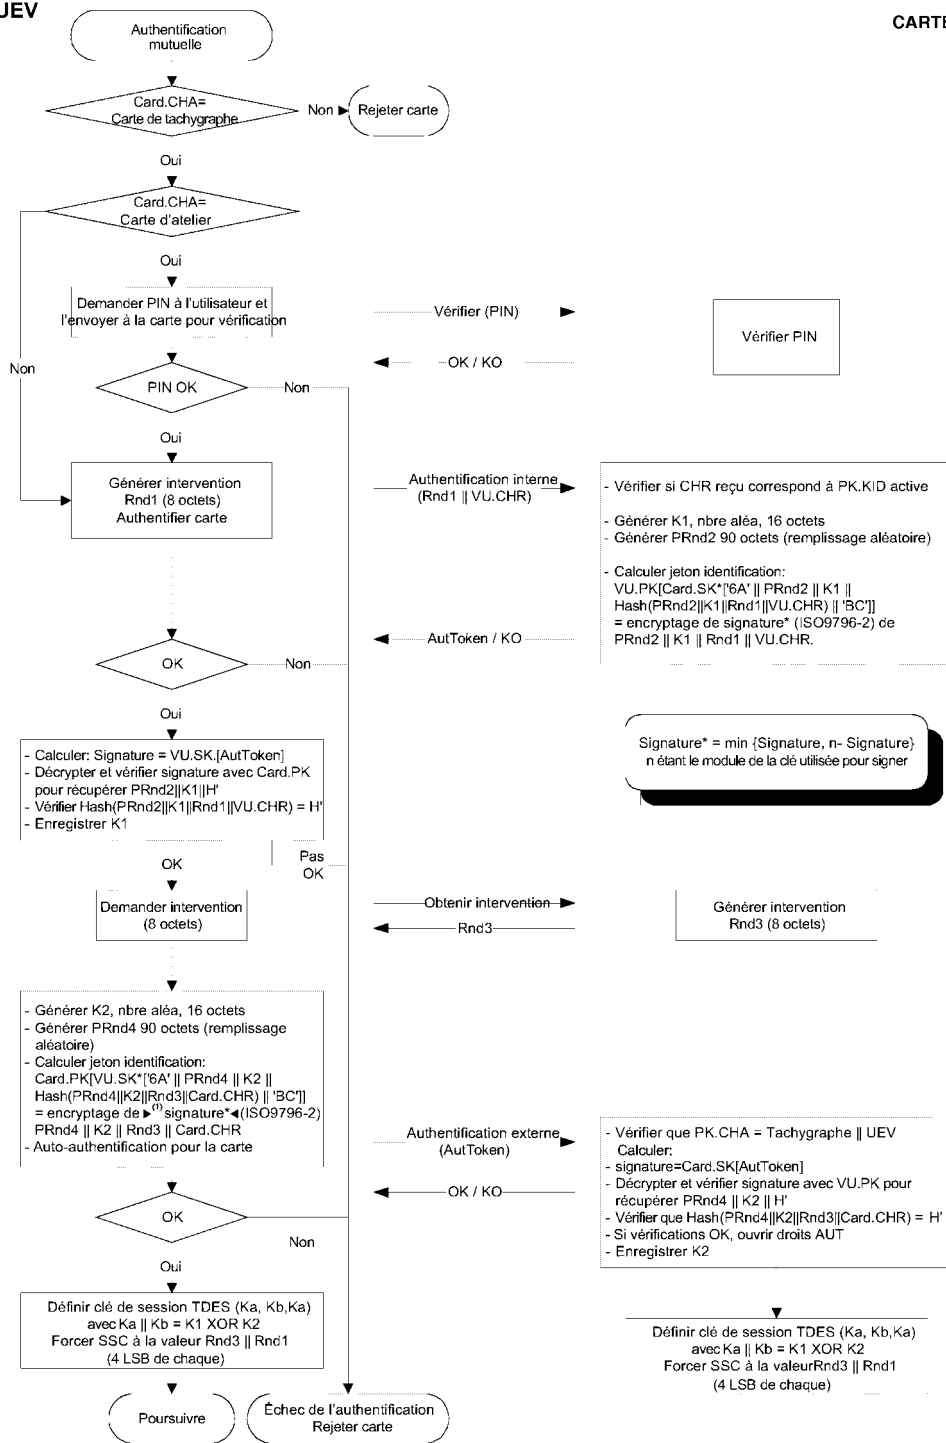 UEV
CARTE
Authentification
mutuelle
Card.CHA=
Carte de tachygraphe
Non
Rejeter carte
Oui
Card.CHA=
Carte d'atelier
Oui
Demander PIN à l'utilisateur et
l'envoyer à la carte pour vérification
Vérifier (PIN)
Vérifier PIN
OK / KO
Non
PIN OK
Non
Oui
Générer intervention
Rnd1 (8 octets)
Authentifier carte
Authentification interne
(Rnd1 || VU.CHR)
- Vérifier si CHR reçu correspond à PK.KID active
- Générer K1, nbre aléa, 16 octets
- Générer PRnd2 90 octets (remplissage aléatoire)
- Calculer jeton identification:
VU.PK[Card.SK*['6A' || PRnd2 || K1 ||
Hash(PRnd2||K1||Rnd1||VU.CHR) || 'BC']]
= encryptage de signature* (ISO9796-2) de
PRnd2 || K1 || Rnd1 || VU.CHR.
AutToken / KO
OK
Non
Oui
- Calculer: Signature = VU.SK.[AutToken]
- Décrypter et vérifier signature avec Card.PK
pour récupérer PRnd2||K1||H'
- Vérifier Hash(PRnd2||K1||Rnd1||VU.CHR) = H'
- Enregistrer K1
Signature* = min {Signature, n- Signature}
n étant le module de la clé utilisée pour signer
OK
Pas
OK
Demander intervention
(8 octets)
Obtenir intervention
Rnd3
Générer intervention
Rnd3 (8 octets)
- Générer K2, nbre aléa, 16 octets
- Générer PRnd4 90 octets (remplissage
aléatoire)
- Calculer jeton identification:
Card.PK[VU.SK*['6A' || PRnd4 || K2 ||
Hash(PRnd4||K2||Rnd3||Card.CHR) || 'BC']]
= encryptage de ►(1) signature*◄(ISO9796-2)
PRnd4 || K2 || Rnd3 || Card.CHR
- Auto-authentification pour la carte
Authentification externe
(AutToken)
OK / KO
- Vérifier que PK.CHA = Tachygraphe || UEV
Calculer:
- signature=Card.SK[AutToken]
- Décrypter et vérifier signature avec VU.PK pour
récupérer PRnd4 || K2 || H'
- Vérifier que Hash(PRnd4||K2||Rnd3||Card.CHR) = H'
- Si vérifications OK, ouvrir droits AUT
- Enregistrer K2
OK
Non
Oui
Définir clé de session TDES (Ka, Kb,Ka)
avec Ka || Kb = K1 XOR K2
Forcer SSC à la valeur Rnd3 || Rnd1
(4 LSB de chaque)
Définir clé de session TDES (Ka, Kb,Ka)
avec Ka || Kb = K1 XOR K2
Forcer SSC à la valeurRnd3 || Rnd1
(4 LSB de chaque)
Poursuivre
Échec de l'authentification
Rejeter carte